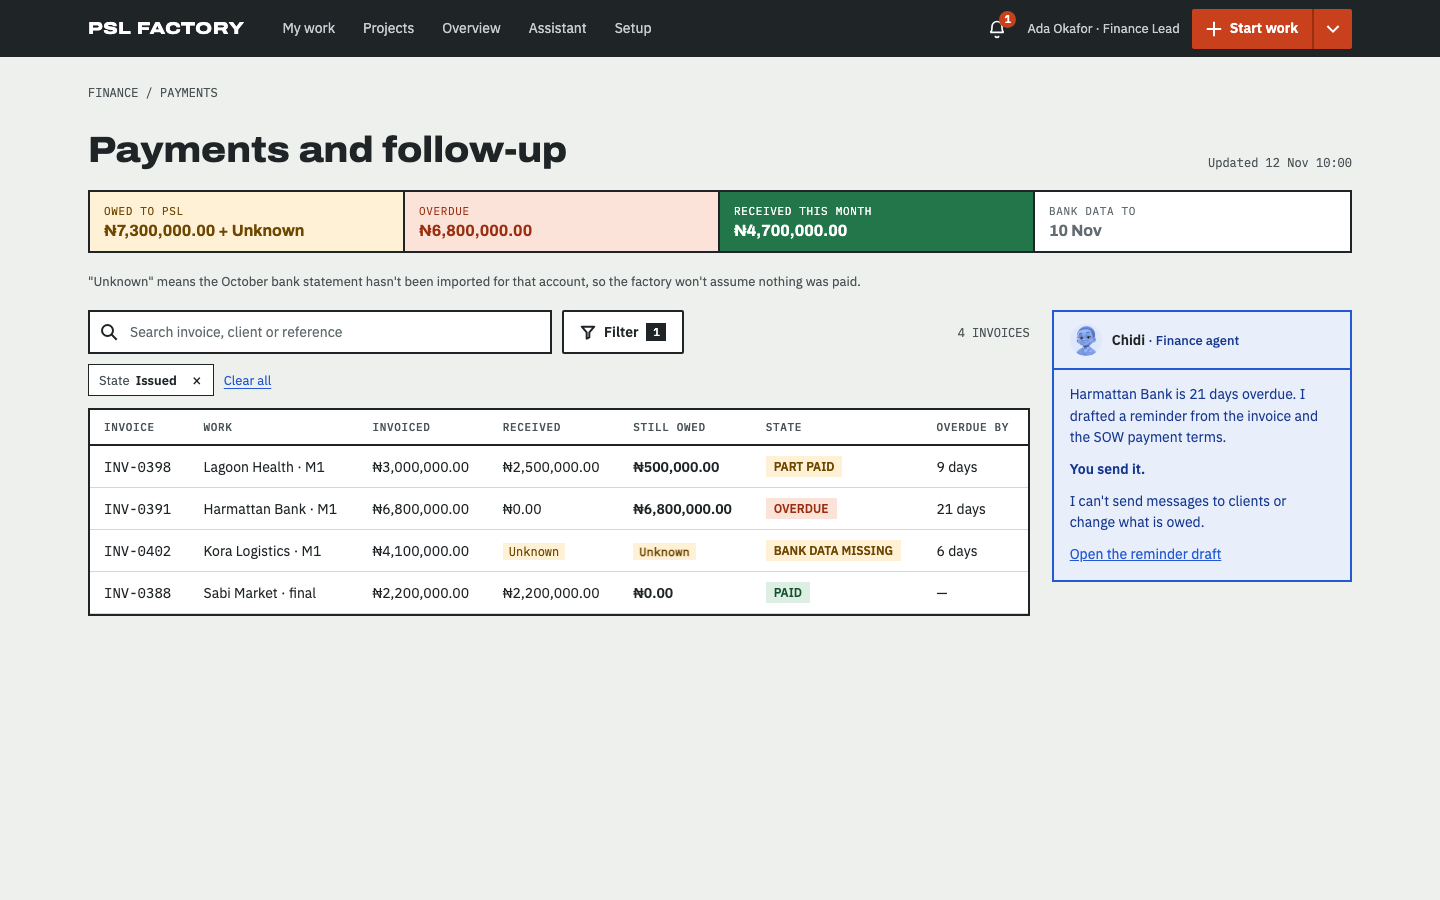 PSL FACTORY My work Projects Overview Assistant Setup 1 Ada Okafor · Finance Lead Start work
FINANCE / PAYMENTS
Payments and follow-up
Updated 12 Nov 10:00
OWED TO PSL
₦7,300,000.00 + Unknown
OVERDUE
₦6,800,000.00
RECEIVED THIS MONTH
₦4,700,000.00
BANK DATA TO
10 Nov
"Unknown" means the October bank statement hasn't been imported for that account, so the factory won't assume nothing was paid.
Search invoice, client or reference Filter 1 4 INVOICES
State Issued × Clear all
INVOICE WORK INVOICED RECEIVED STILL OWED STATE OVERDUE BY
INV-0398 Lagoon Health · M1 ₦3,000,000.00 ₦2,500,000.00 ₦500,000.00 PART PAID 9 days
INV-0391 Harmattan Bank · M1 ₦6,800,000.00 ₦0.00 ₦6,800,000.00 OVERDUE 21 days
INV-0402 Kora Logistics · M1 ₦4,100,000.00 Unknown Unknown BANK DATA MISSING 6 days
INV-0388 Sabi Market · final ₦2,200,000.00 ₦2,200,000.00 ₦0.00 PAID —
Chidi · Finance agent
Harmattan Bank is 21 days overdue. I
drafted a reminder from the invoice and
the SOW payment terms.
You send it.
I can't send messages to clients or
change what is owed.
Open the reminder draft